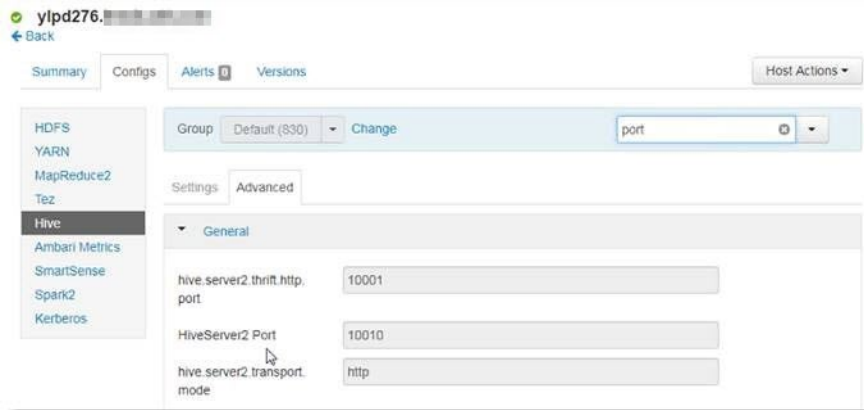 ylpd276.
Back
Summary Configs Alerts 0 Versions Host Actions
HDFS
YARN
MapReduce2
Tez
Hive
Ambari Metrics
SmartSense
Spark2
Kerberos
Group Default (830) Change port
Settings Advanced
General
hive.server2.thrift.http.
port
10001
HiveServer2 Port 10010
hive.server2.transport.
mode
http